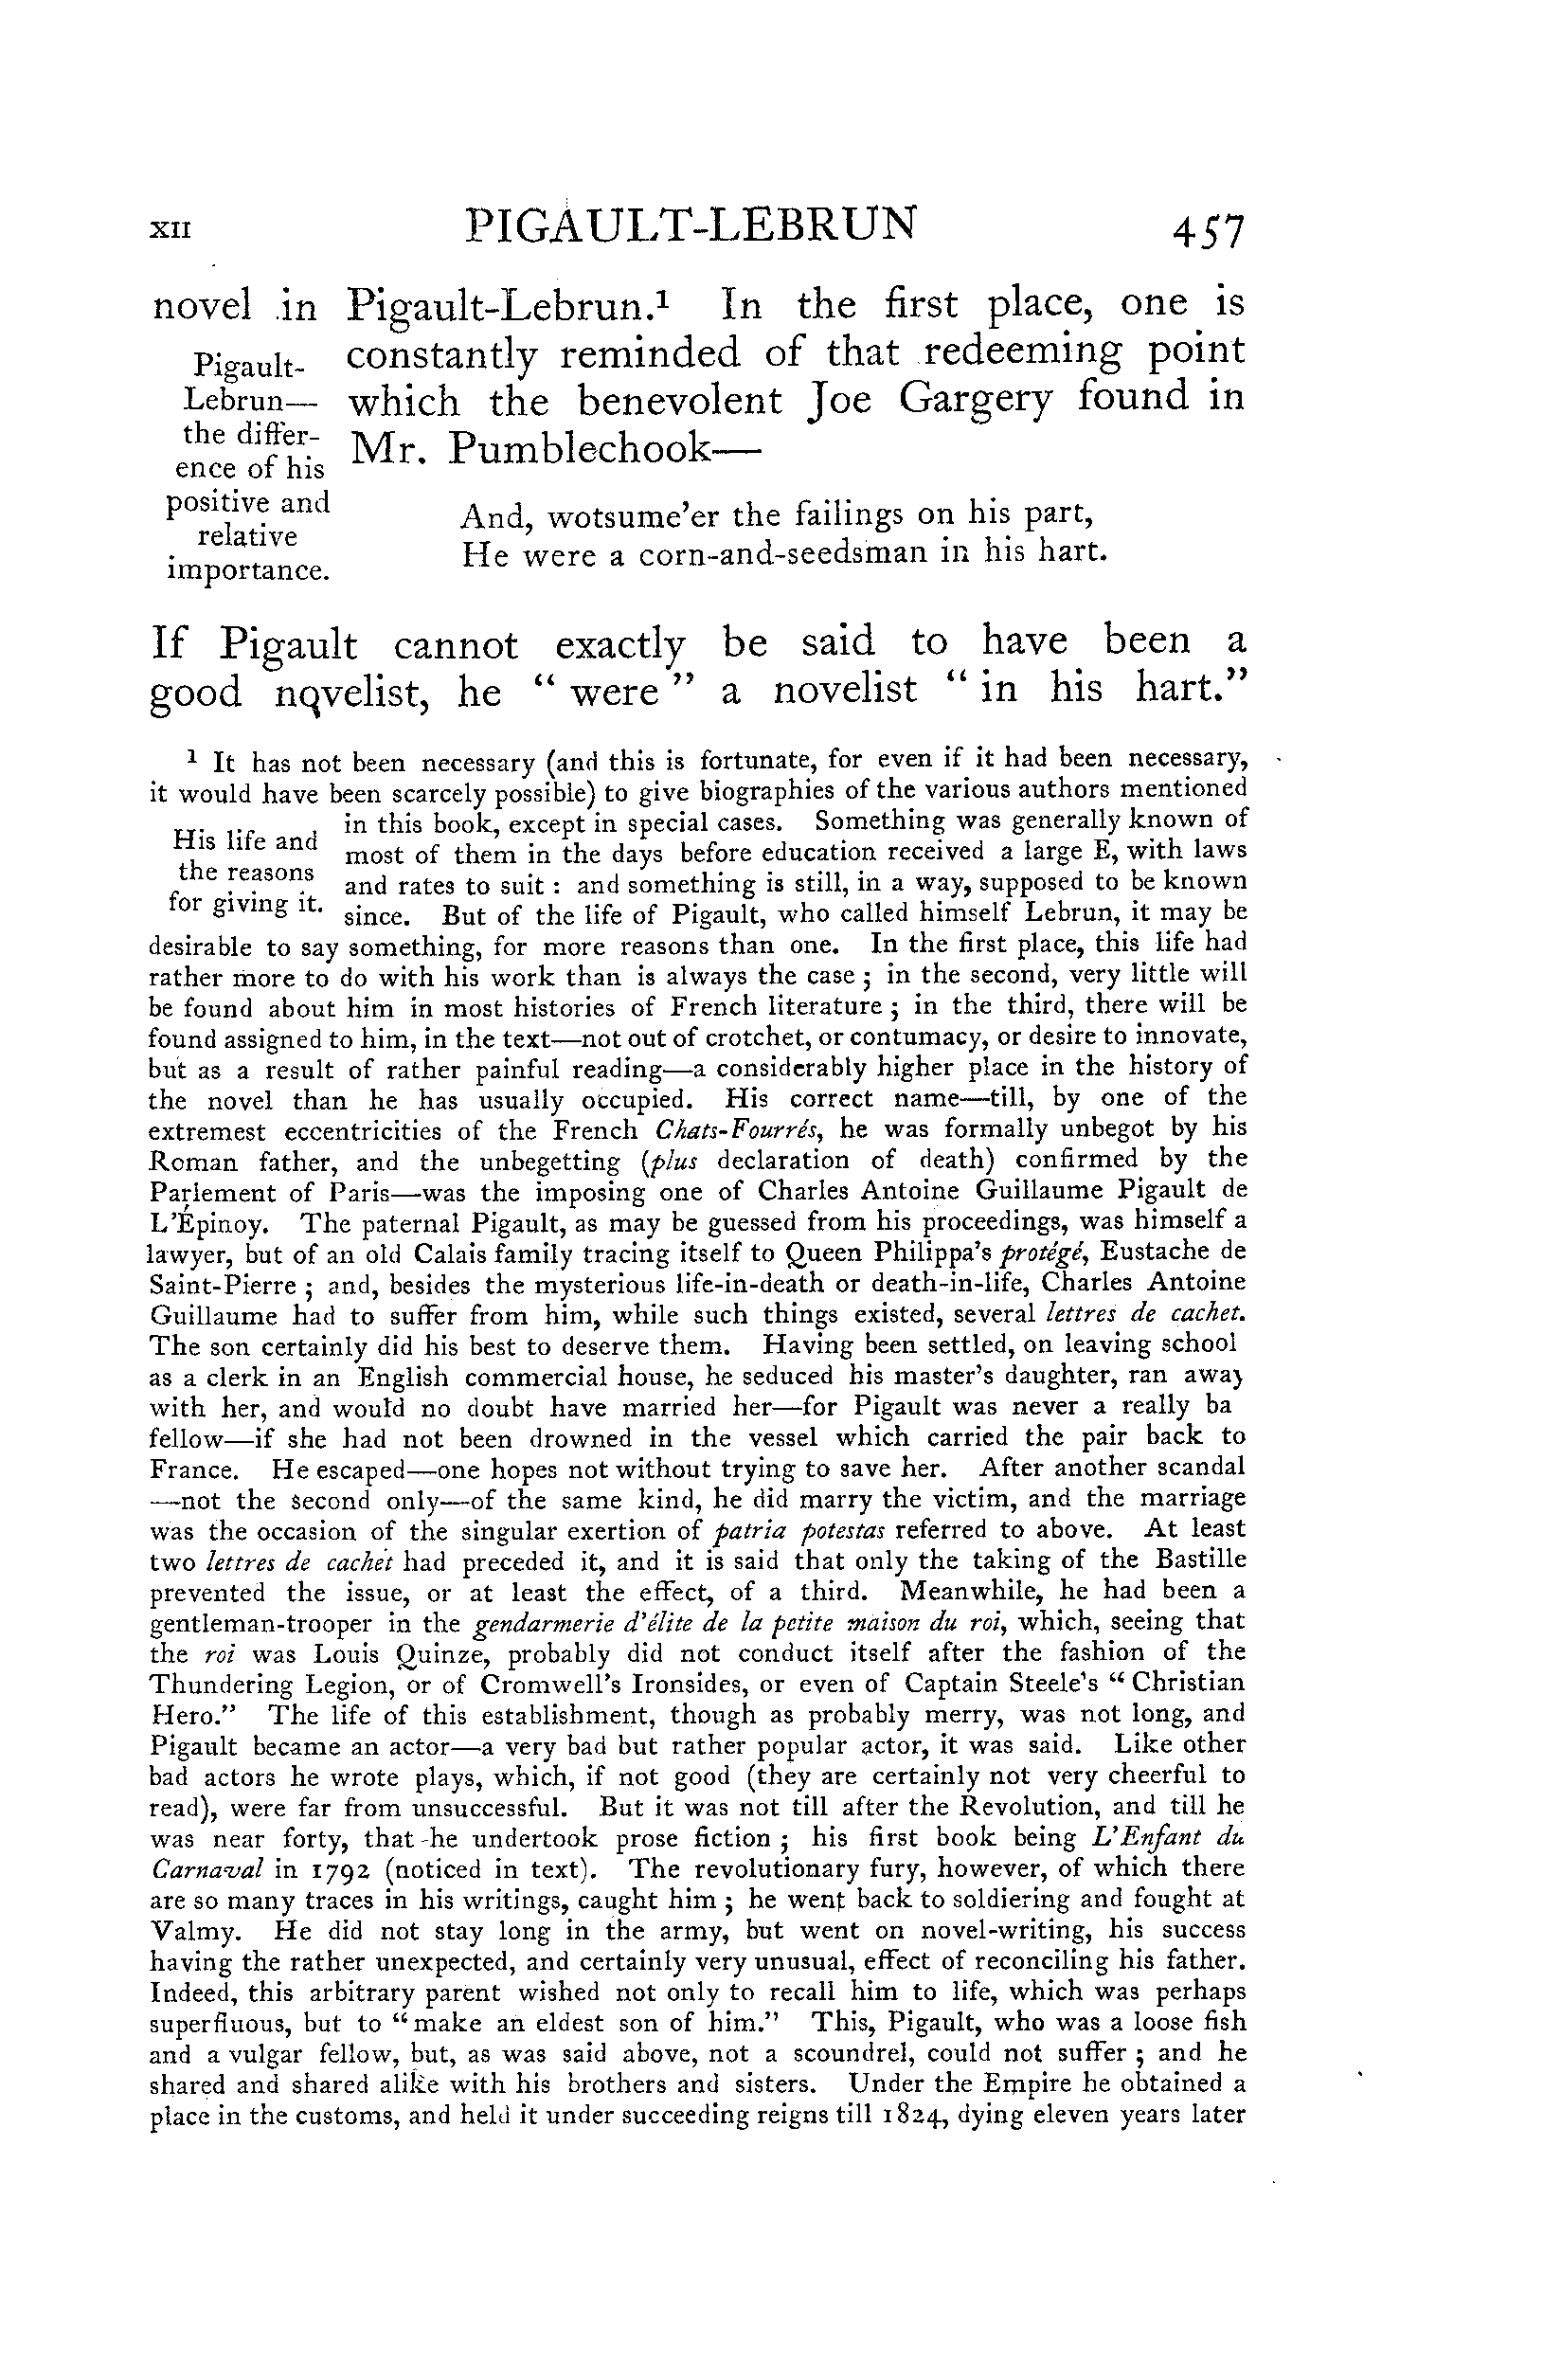 XII
PIGAULT-LEBRUN
457
novel in Pigault-Lebrun.¹ In the first place, one is
constantly reminded of that redeeming point
which the benevolent Joe Gargery found in
Mr. Pumblechook—
Pigault-
Lebrun—
the differ-
ence of his
positive and
relative
importance.
And, wotsume'er the failings on his part,
He were a corn-and-seedsman in his hart.
If Pigault cannot exactly be said to have been a
good novelist, he “ were ” a novelist “ in his hart.”
¹ It has not been necessary (and this is fortunate, for even if it had been necessary,
it would have been scarcely possible) to give biographies of the various authors mentioned
in this book, except in special cases. Something was generally known of
most of them in the days before education received a large E, with laws
and rates to suit : and something is still, in a way, supposed to be known
since. But of the life of Pigault, who called himself Lebrun, it may be
His life and
the reasons
for giving it.
desirable to say something, for more reasons than one. In the first place, this life had
rather more to do with his work than is always the case ; in the second, very little will
be found about him in most histories of French literature ; in the third, there will be
found assigned to him, in the text—not out of crotchet, or contumacy, or desire to innovate,
but as a result of rather painful reading—a considerably higher place in the history of
the novel than he has usually occupied. His correct name—till, by one of the
extremest eccentricities of the French Chats-Fourrés, he was formally unbegot by his
Roman father, and the unbegetting (plus declaration of death) confirmed by the
Parlement of Paris—was the imposing one of Charles Antoine Guillaume Pigault de
L'Épinoy. The paternal Pigault, as may be guessed from his proceedings, was himself a
lawyer, but of an old Calais family tracing itself to Queen Philippa's protégé, Eustache de
Saint-Pierre ; and, besides the mysterious life-in-death or death-in-life, Charles Antoine
Guillaume had to suffer from him, while such things existed, several lettres de cachet.
The son certainly did his best to deserve them. Having been settled, on leaving school
as a clerk in an English commercial house, he seduced his master's daughter, ran away
with her, and would no doubt have married her—for Pigault was never a really ba
fellow—if she had not been drowned in the vessel which carried the pair back to
France. He escaped—one hopes not without trying to save her. After another scandal
—not the second only—of the same kind, he did marry the victim, and the marriage
was the occasion of the singular exertion of patria potestas referred to above. At least
two lettres de cachet had preceded it, and it is said that only the taking of the Bastille
prevented the issue, or at least the effect, of a third. Meanwhile, he had been a
gentleman-trooper in the gendarmerie d'élite de la petite maison du roi, which, seeing that
the roi was Louis Quinze, probably did not conduct itself after the fashion of the
Thundering Legion, or of Cromwell's Ironsides, or even of Captain Steele's “ Christian
Hero.” The life of this establishment, though as probably merry, was not long, and
Pigault became an actor—a very bad but rather popular actor, it was said. Like other
bad actors he wrote plays, which, if not good (they are certainly not very cheerful to
read), were far from unsuccessful. But it was not till after the Revolution, and till he
was near forty, that he undertook prose fiction ; his first book being L'Enfant du
Carnaval in 1792 (noticed in text). The revolutionary fury, however, of which there
are so many traces in his writings, caught him ; he went back to soldiering and fought at
Valmy. He did not stay long in the army, but went on novel-writing, his success
having the rather unexpected, and certainly very unusual, effect of reconciling his father.
Indeed, this arbitrary parent wished not only to recall him to life, which was perhaps
superfluous, but to “ make an eldest son of him.” This, Pigault, who was a loose fish
and a vulgar fellow, but, as was said above, not a scoundrel, could not suffer ; and he
shared and shared alike with his brothers and sisters. Under the Empire he obtained a
place in the customs, and held it under succeeding reigns till 1824, dying eleven years later